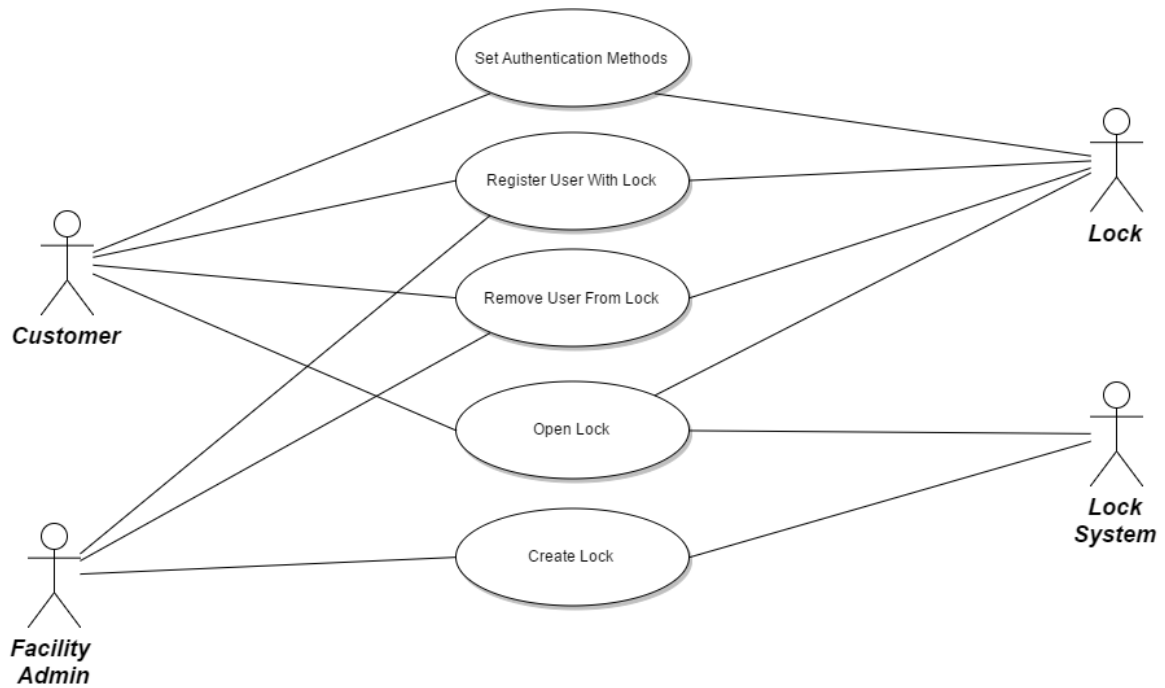 Set Authentication Methods
Register User With Lock
Lock
Customer
Remove User From Lock
Open Lock
Lock
System
Create Lock
Facility
Admin